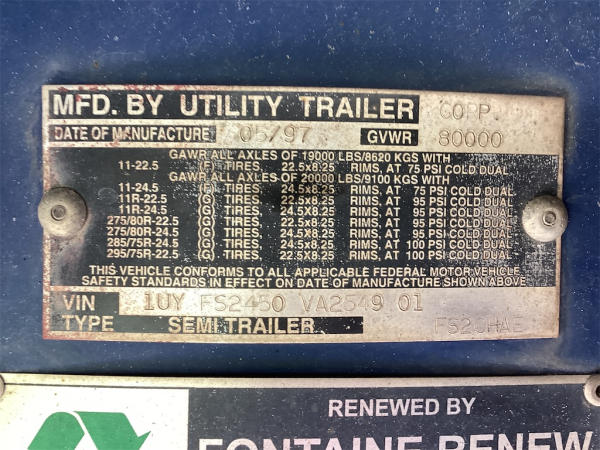 MFD. BY UTILITY TRAILER CORP.
DATE OF MANUFACTURE 05/97 GVWR 80000
GAWR ALL AXLES OF 19000 LBS/8620 KGS WITH
11-22.5 (F) TIRES, 22.5x8.25 RIMS, AT 75 PSI COLD DUAL
GAWR ALL AXLES OF 20000 LBS/9100 KGS WITH
11-24.5 (F) TIRES, 24.5x8.25 RIMS, AT 75 PSI COLD DUAL.
11R-22.5 (G) TIRES, 22.5x8.25 RIMS, AT 95 PSI COLD DUAL.
11R-24.5 (G) TIRES, 24.5x8.25 RIMS, AT 95 PSI COLD DUAL.
275/80R-22.5 (G) TIRES, 22.5x8.25 RIMS, AT 95 PSI COLD DUAL.
275/80R-24.5 (G) TIRES, 24.5x8.25 RIMS, AT 95 PSI COLD DUAL.
285/75R-24.5 (G) TIRES, 24.5x8.25 RIMS, AT 100 PSI COLD DUAL.
295/75R-22.5 (G) TIRES, 22.5x8.25 RIMS, AT 100 PSI COLD DUAL.
THIS VEHICLE CONFORMS TO ALL APPLICABLE FEDERAL MOTOR VEHICLE
SAFETY STANDARDS IN EFFECT ON DATE OF MANUFACTURE SHOWN ABOVE
VIN 1UY FS2450 VA2549 01
TYPE SEMI TRAILER
RENEWED BY
FONTAINE RENEW